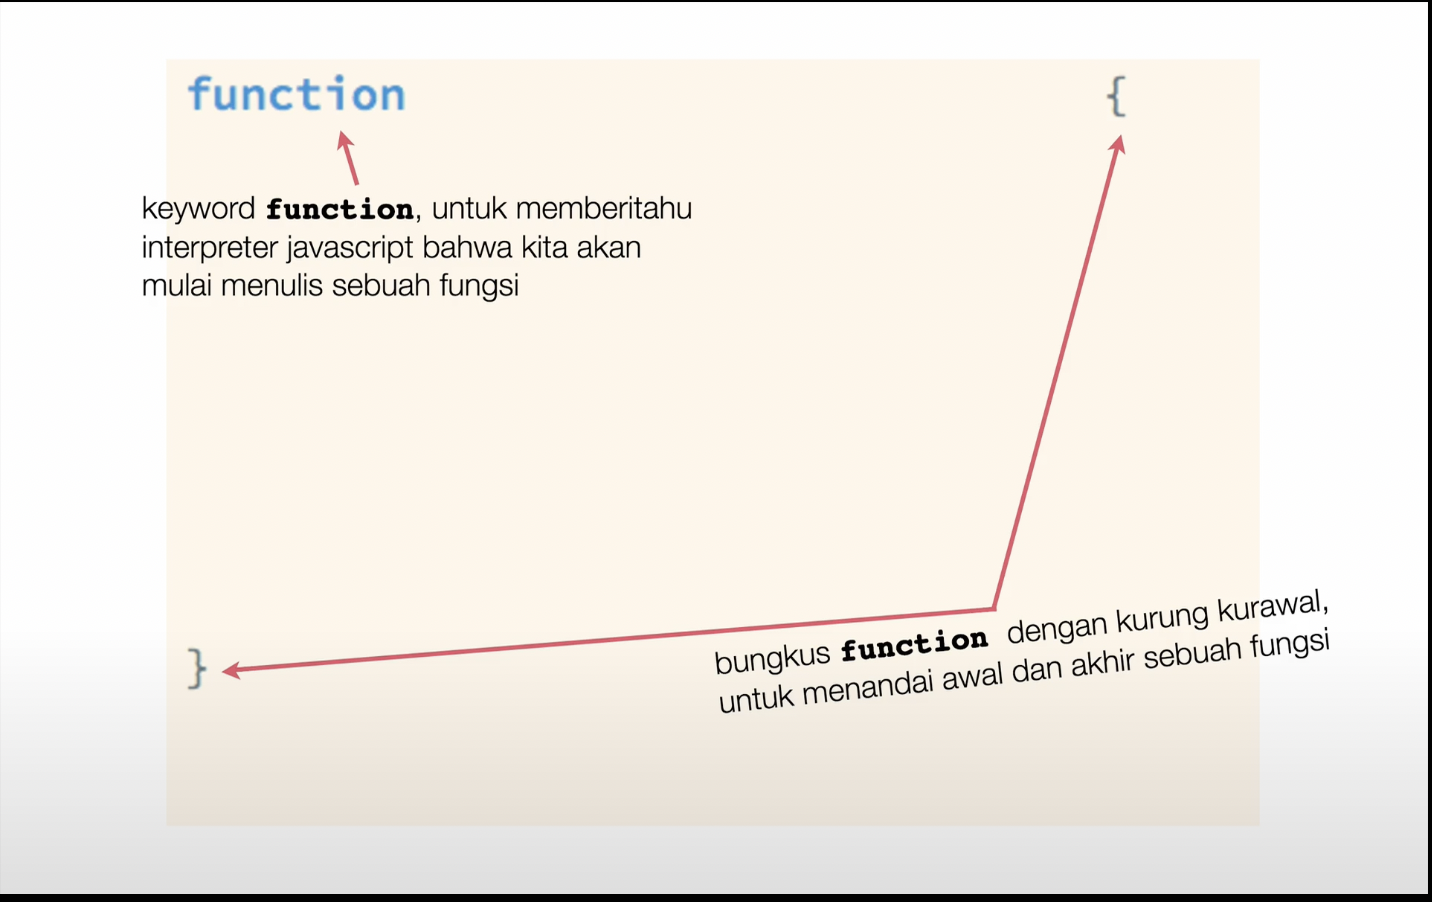 function {
keyword function, untuk memberitahu
interpreter javascript bahwa kita akan
mulai menulis sebuah fungsi
bungkus function dengan kurung kurawal,
untuk menandai awal dan akhir sebuah fungsi
}